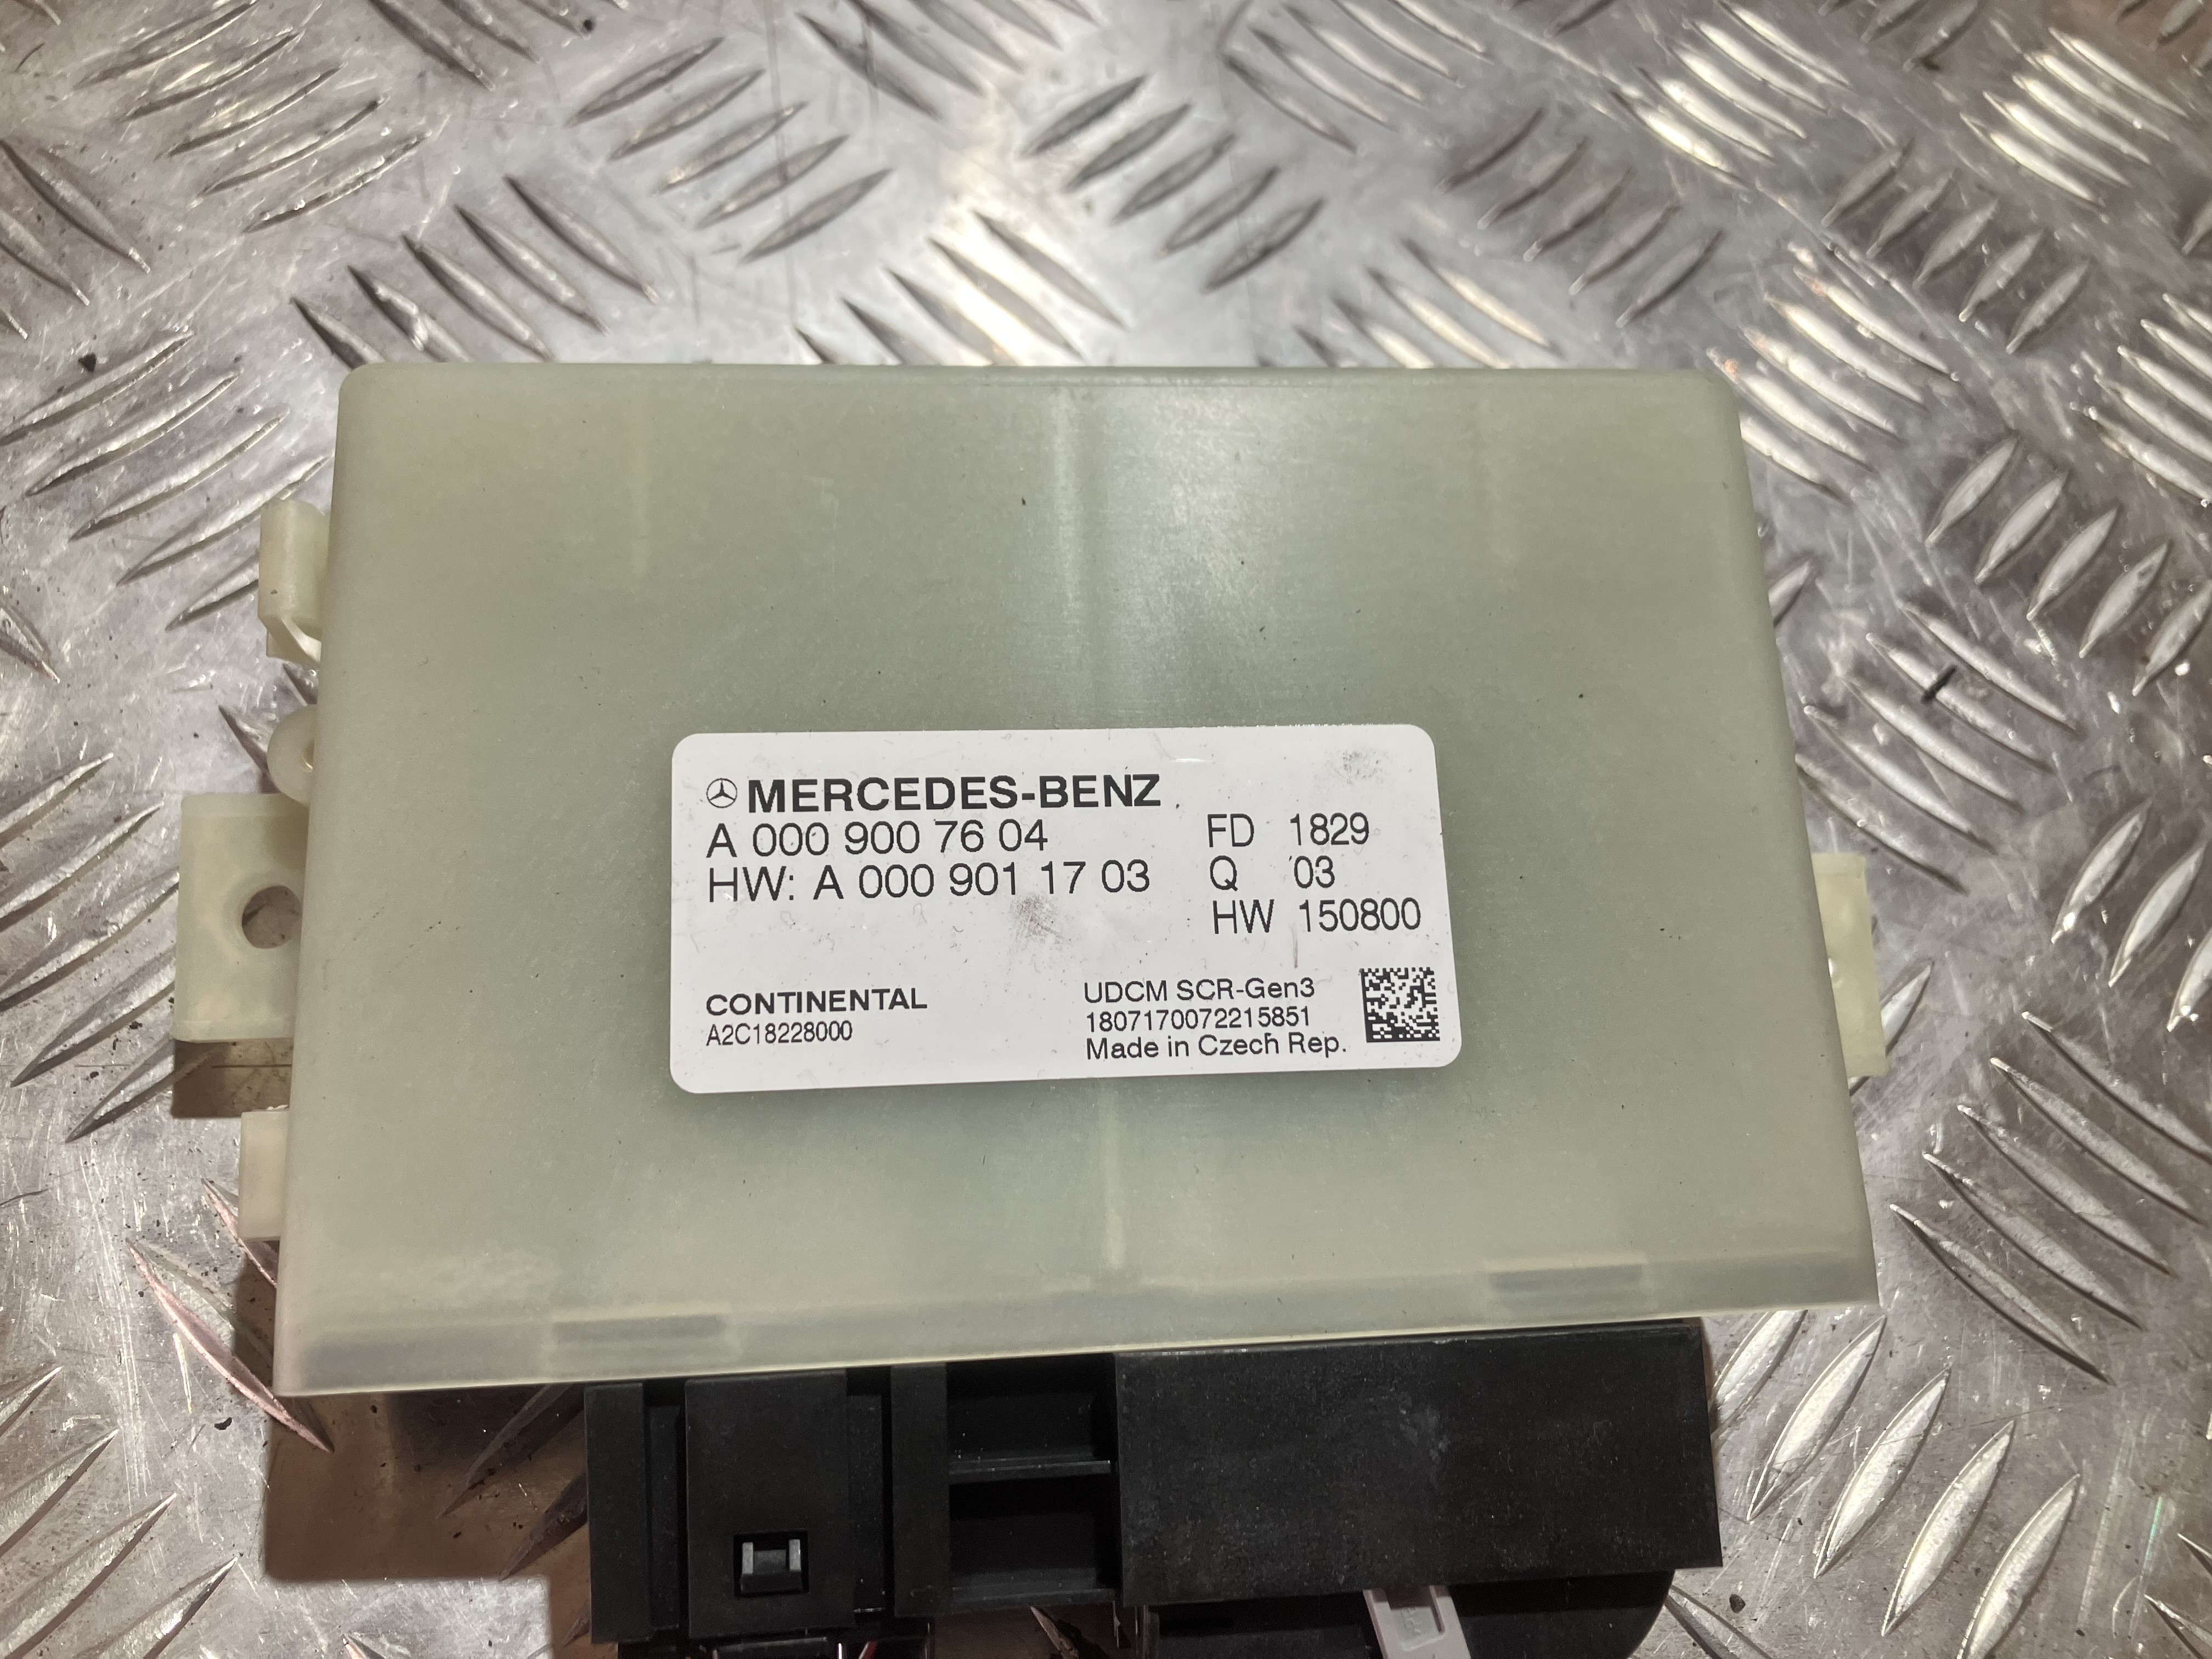 MERCEDES-BENZ
A 000 900 76 04
HW: A 000 901 17 03
FD 1829
Q 03
HW 150800
CONTINENTAL
A2C18228000
UDCM SCR-Gen3
1807170072215851
Made in Czech Rep.